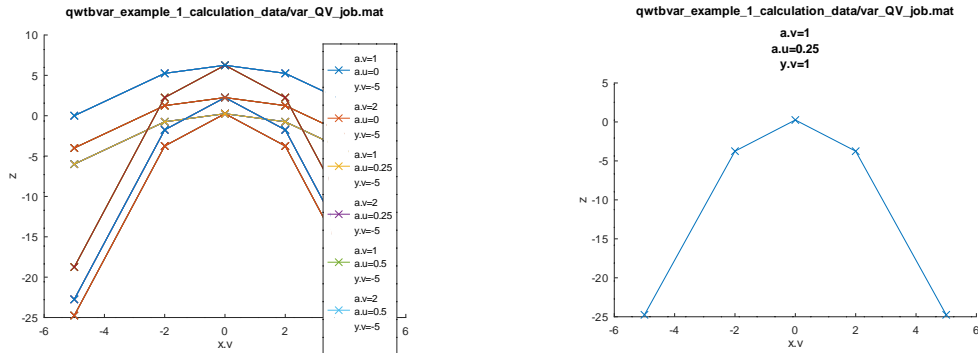 qwtbvar_example_1_calculation_data/var_QV_job.mat
10
5
0
-5
-10
-15
-20
-25
z
-6
-4
-2
0
2
6
x.v
a.v=1
a.u=0
y.v=-5
a.v=2
a.u=0
y.v=-5
a.v=1
a.u=0.25
y.v=-5
a.v=2
a.u=0.25
y.v=-5
a.v=1
a.u=0.5
y.v=-5
a.v=2
a.u=0.5
y.v=-5
qwtbvar_example_1_calculation_data/var_QV_job.mat
a.v=1
a.u=0.25
y.v=1
5
0
-5
-10
-15
-20
-25
z
-6
-4
-2
0
2
4
6
x.v